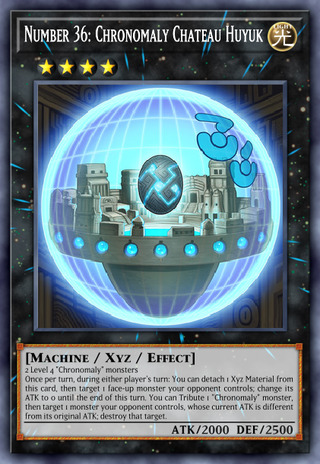 Number 36: Chronomaly Chateau Huyuk
LIGHT
光
36
[Machine / Xyz / Effect]
2 Level 4 "Chronomaly" monsters
Once per turn, during either player's turn: You can detach 1 Xyz Material from
this card, then target 1 face-up monster your opponent controls; change its
ATK to 0 until the end of this turn. You can Tribute 1 "Chronomaly" monster,
then target 1 monster your opponent controls, whose current ATK is different
from its original ATK; destroy that target.
ATK/2000 DEF/2500